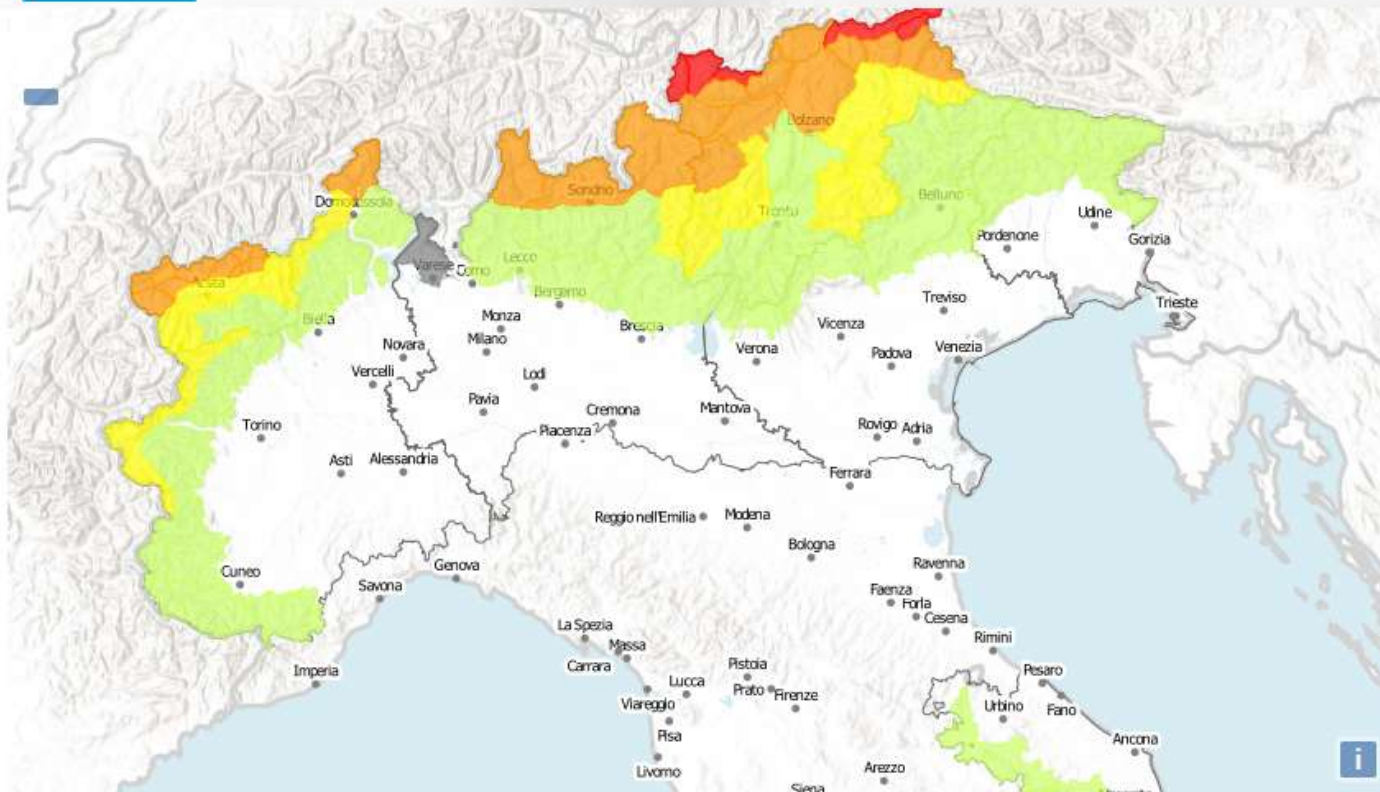 Bolzano
Sondrio
Domodossola
Belluno
Trento
Udine
Pordenone
Gorizia
Varese
Como
Lecco
Aosta
Bergamo
Treviso
Trieste
Biella
Monza
Brescia
Vicenza
Milano
Verona
Novara
Padova
Venezia
Vercelli
Lodi
Pavia
Cremona
Mantova
Torino
Piacenza
Rovigo
Adria
Asti
Alessandria
Ferrara
Reggio nell'Emilia
Modena
Bologna
Genova
Ravenna
Cuneo
Savona
Faenza
Forla
Cesena
La Spezia
Rimini
Massa
Carrara
Pistoia
Imperia
Pesaro
Lucca
Prato
Firenze
Viareggio
Urbino
Fano
Pisa
Ancona
i
Livorno
Arezzo
Siena